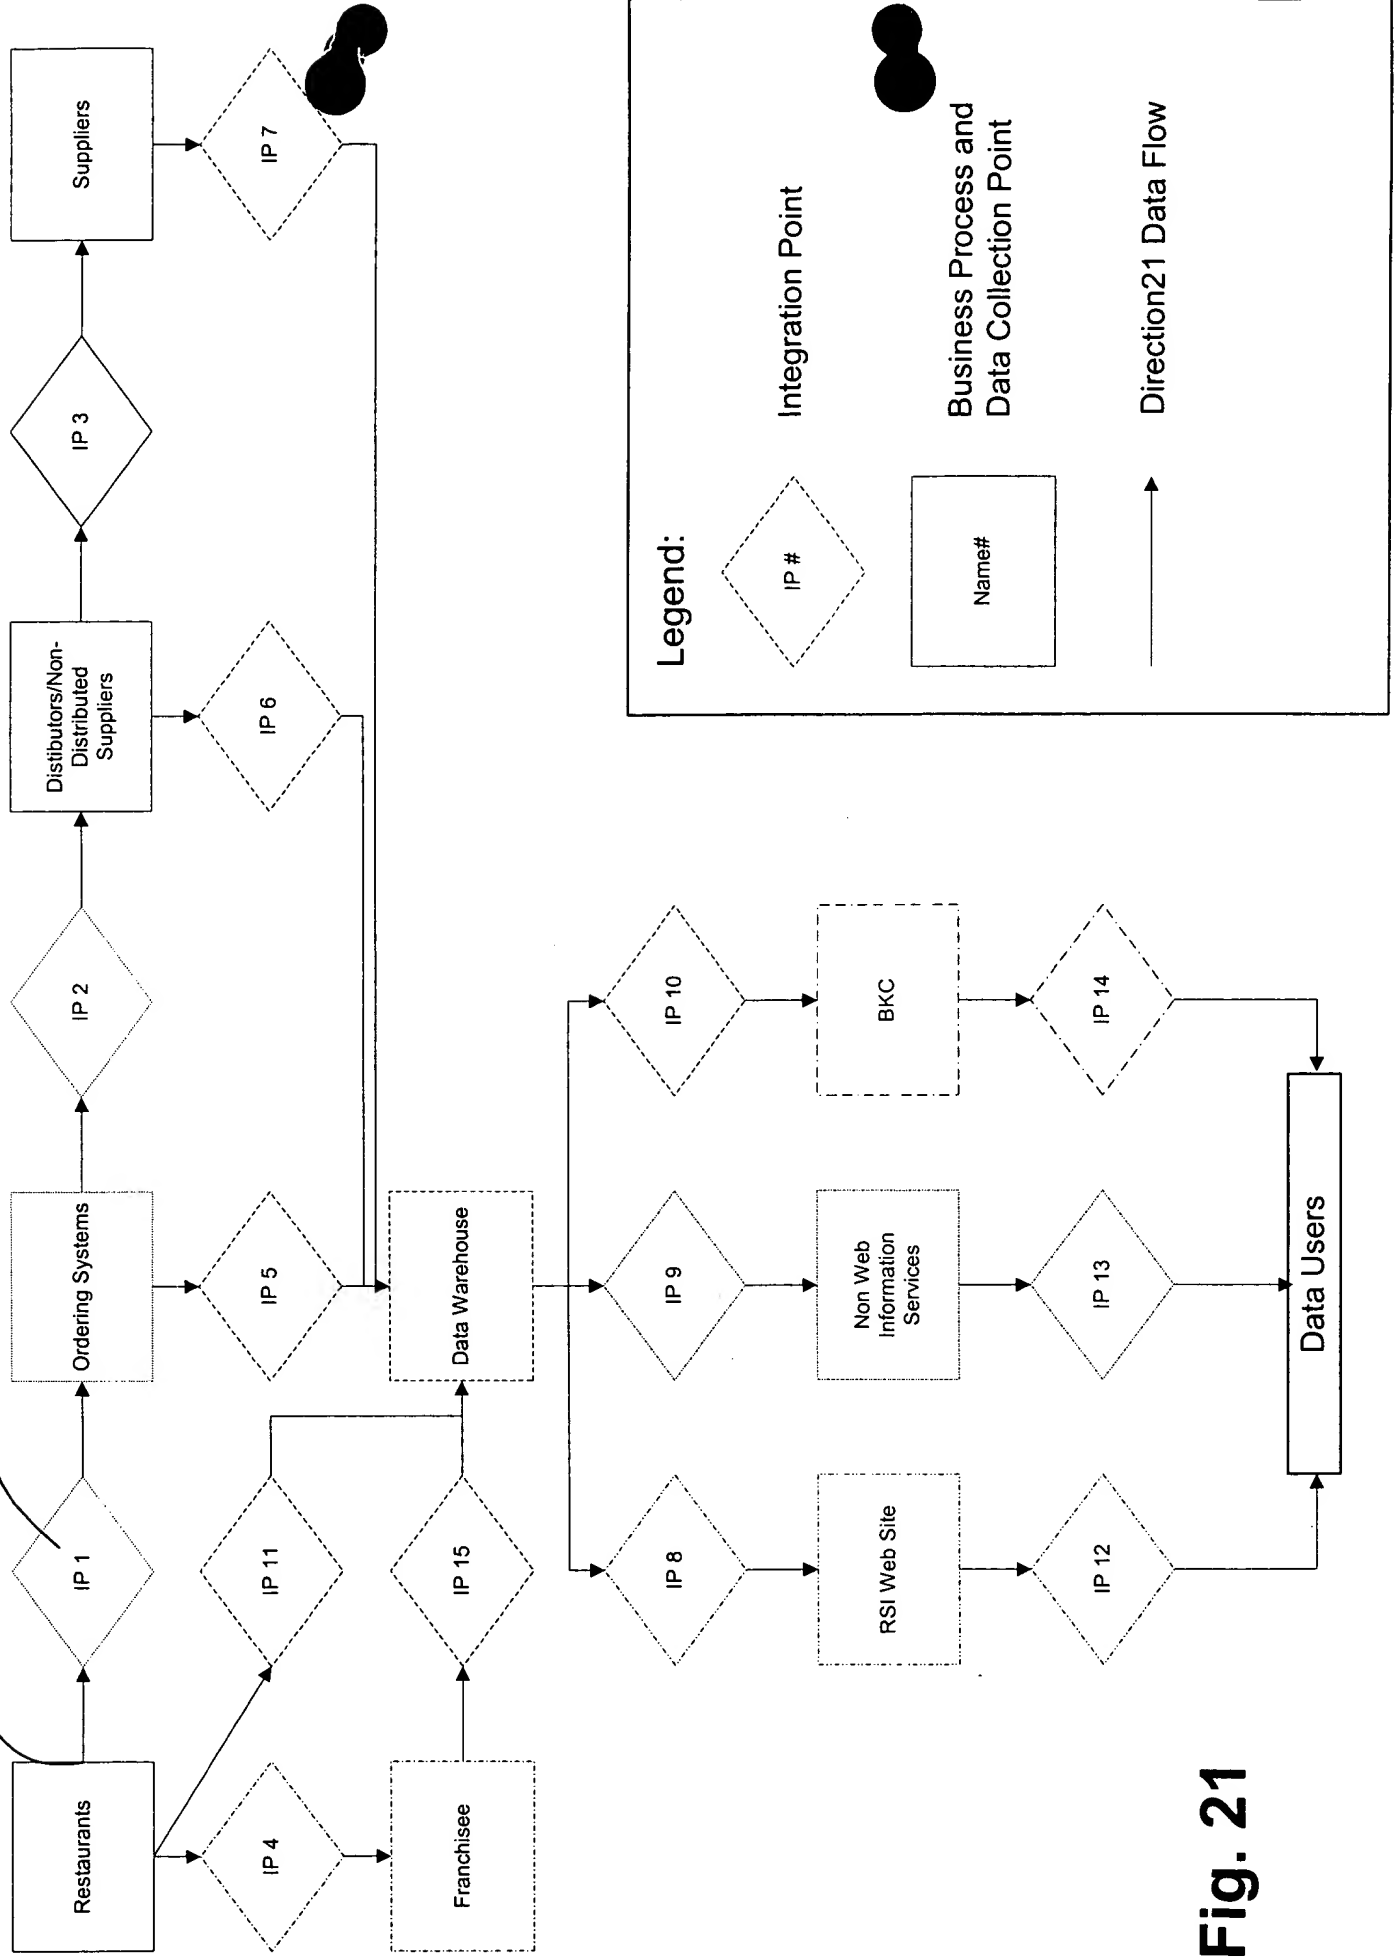 Restaurants
IP 1
Ordering Systems
IP 2
Distibutors/Non-
Distributed
Suppliers
IP 3
Suppliers
IP 4
IP 11
IP 5
IP 6
IP 7
Franchisee
IP 15
Data Warehouse
IP 8
IP 9
IP 10
RSI Web Site
Non Web
Information
Services
BKC
IP 12
IP 13
IP 14
Data Users
Legend:
IP #
Integration Point
Name#
Business Process and
Data Collection Point
Direction21 Data Flow
Fig. 21